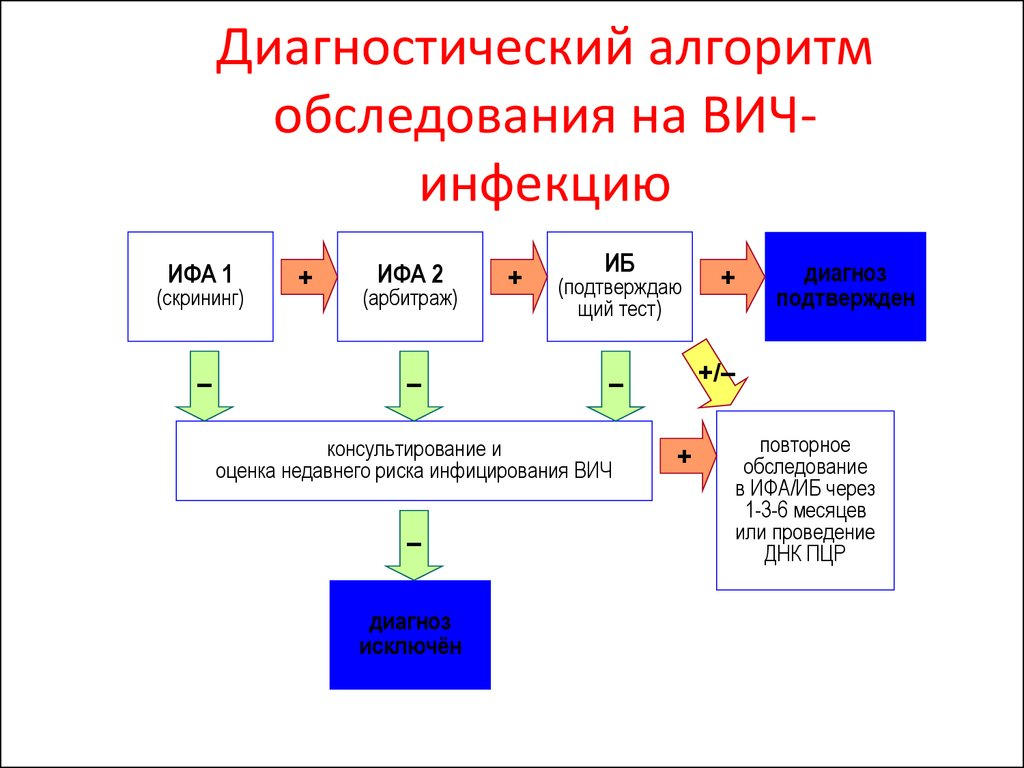 Диагностический алгоритм
обследования на ВИЧ-
инфекцию
ИФА 1
(скрининг)
+
ИФА 2
(арбитраж)
+
ИБ
(подтверждаю
щий тест)
+
диагноз
подтвержден
–
–
–
+/–
консультирование и
оценка недавнего риска инфицирования ВИЧ
+
повторное
обследование
в ИФА/ИБ через
1-3-6 месяцев
или проведение
ДНК ПЦР
–
диагноз
исключён